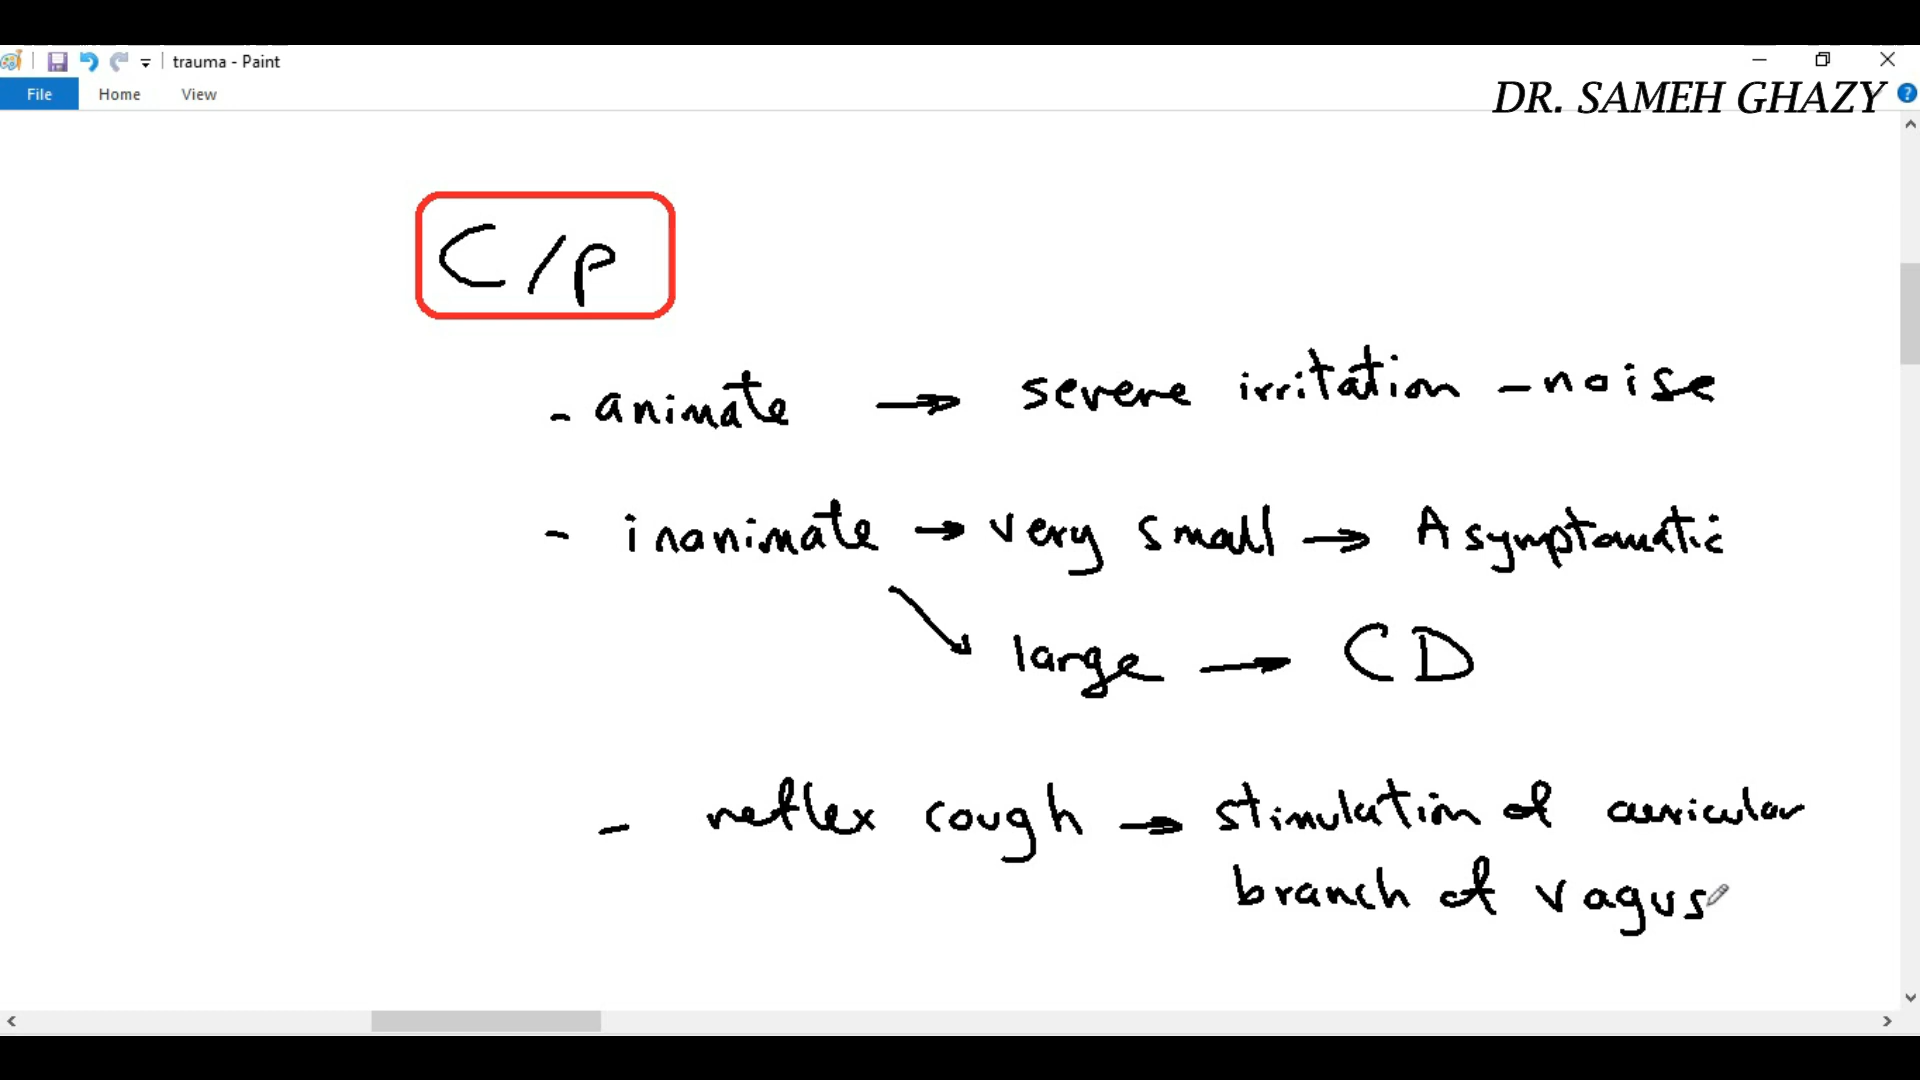 trauma - Paint
File Home View
DR. SAMEH GHAZY
C/P
- animate → severe irritation - noise
- inanimate → very small → Asymptomatic
large → CD
- reflex cough → stimulation of auricular
branch of vagus